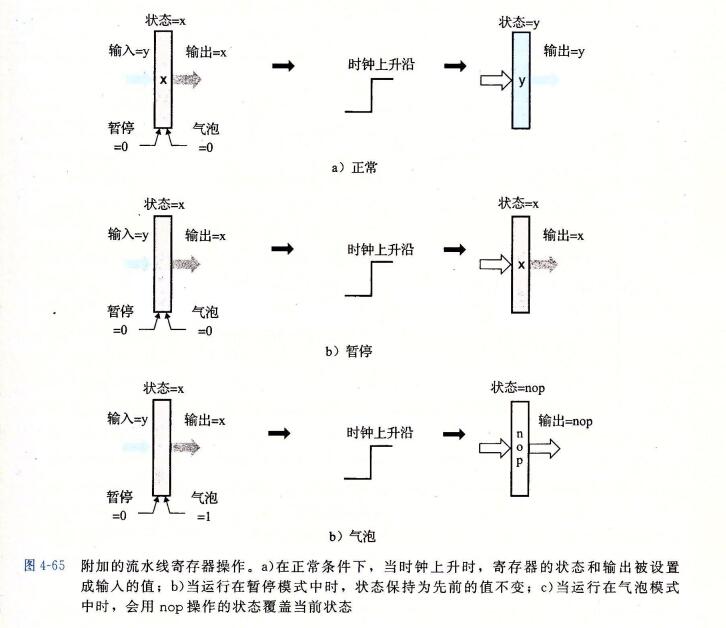 状态=x
状态=y
输入=y 输出=x
时钟上升沿
输出=y
x
y
暂停
=0
气泡
=0
a）正常
状态=x
状态=x
输入=y 输出=x
时钟上升沿
输出=x
x
暂停
=0
气泡
=0
b）暂停
状态=x
状态=nop
输入=y 输出=x
时钟上升沿
输出=nop
n
o
p
暂停
=0
气泡
=1
b）气泡
图 4-65 附加的流水线寄存器操作。a)在正常条件下，当时钟上升时，寄存器的状态和输出被设置
成输入的值；b)当运行在暂停模式中时，状态保持为先前的值不变；c)当运行在气泡模式
中时，会用 nop 操作的状态覆盖当前状态